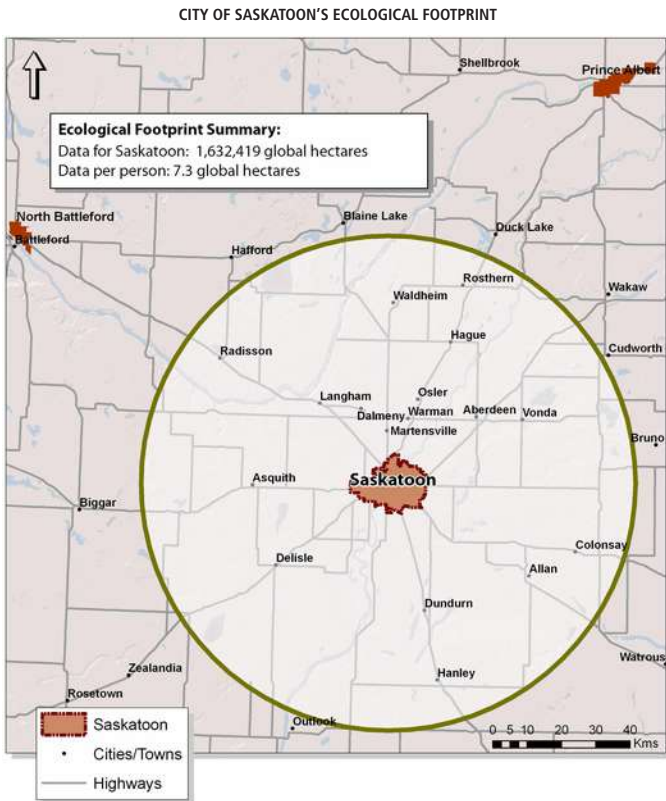 CITY OF SASKATOON'S ECOLOGICAL FOOTPRINT
Shellbrook
Prince Albert
Ecological Footprint Summary:
Data for Saskatoon: 1,632,419 global hectares
Data per person: 7.3 global hectares
North Battleford
Battleford
Blaine Lake
Duck Lake
Hafford
Rosthern
Wakaw
Waldheim
Hague
Radisson
Cudworth
Langham
Osler
Dalmeny
Warman
Aberdeen
Vonda
Martensville
Bruno
Saskatoon
Asquith
Biggar
Colonsay
Delisle
Allan
Dundurn
Watrous
Zealandia
Hanley
Rosetown
Outlook
Saskatoon
Cities/Towns
Highways
0 5 10 20 30 40
Kms